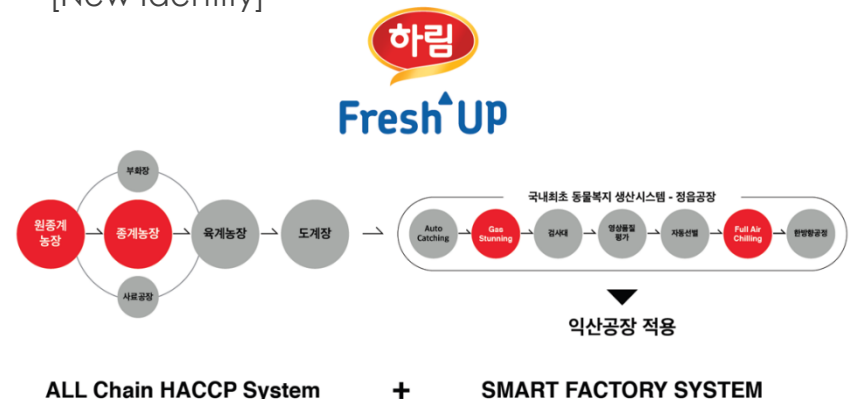 [New Identity]
하림
Fresh Up
부화장
원종계
농장
종계농장
육계농장
도계장
사료공장
국내최초 동물복지 생산시스템 - 정읍공장
Auto
Catching
Gas
Stunning
검사대
영상품질
평가
자동선별
Full Air
Chilling
한방향공정
익산공장 적용
ALL Chain HACCP System
+
SMART FACTORY SYSTEM